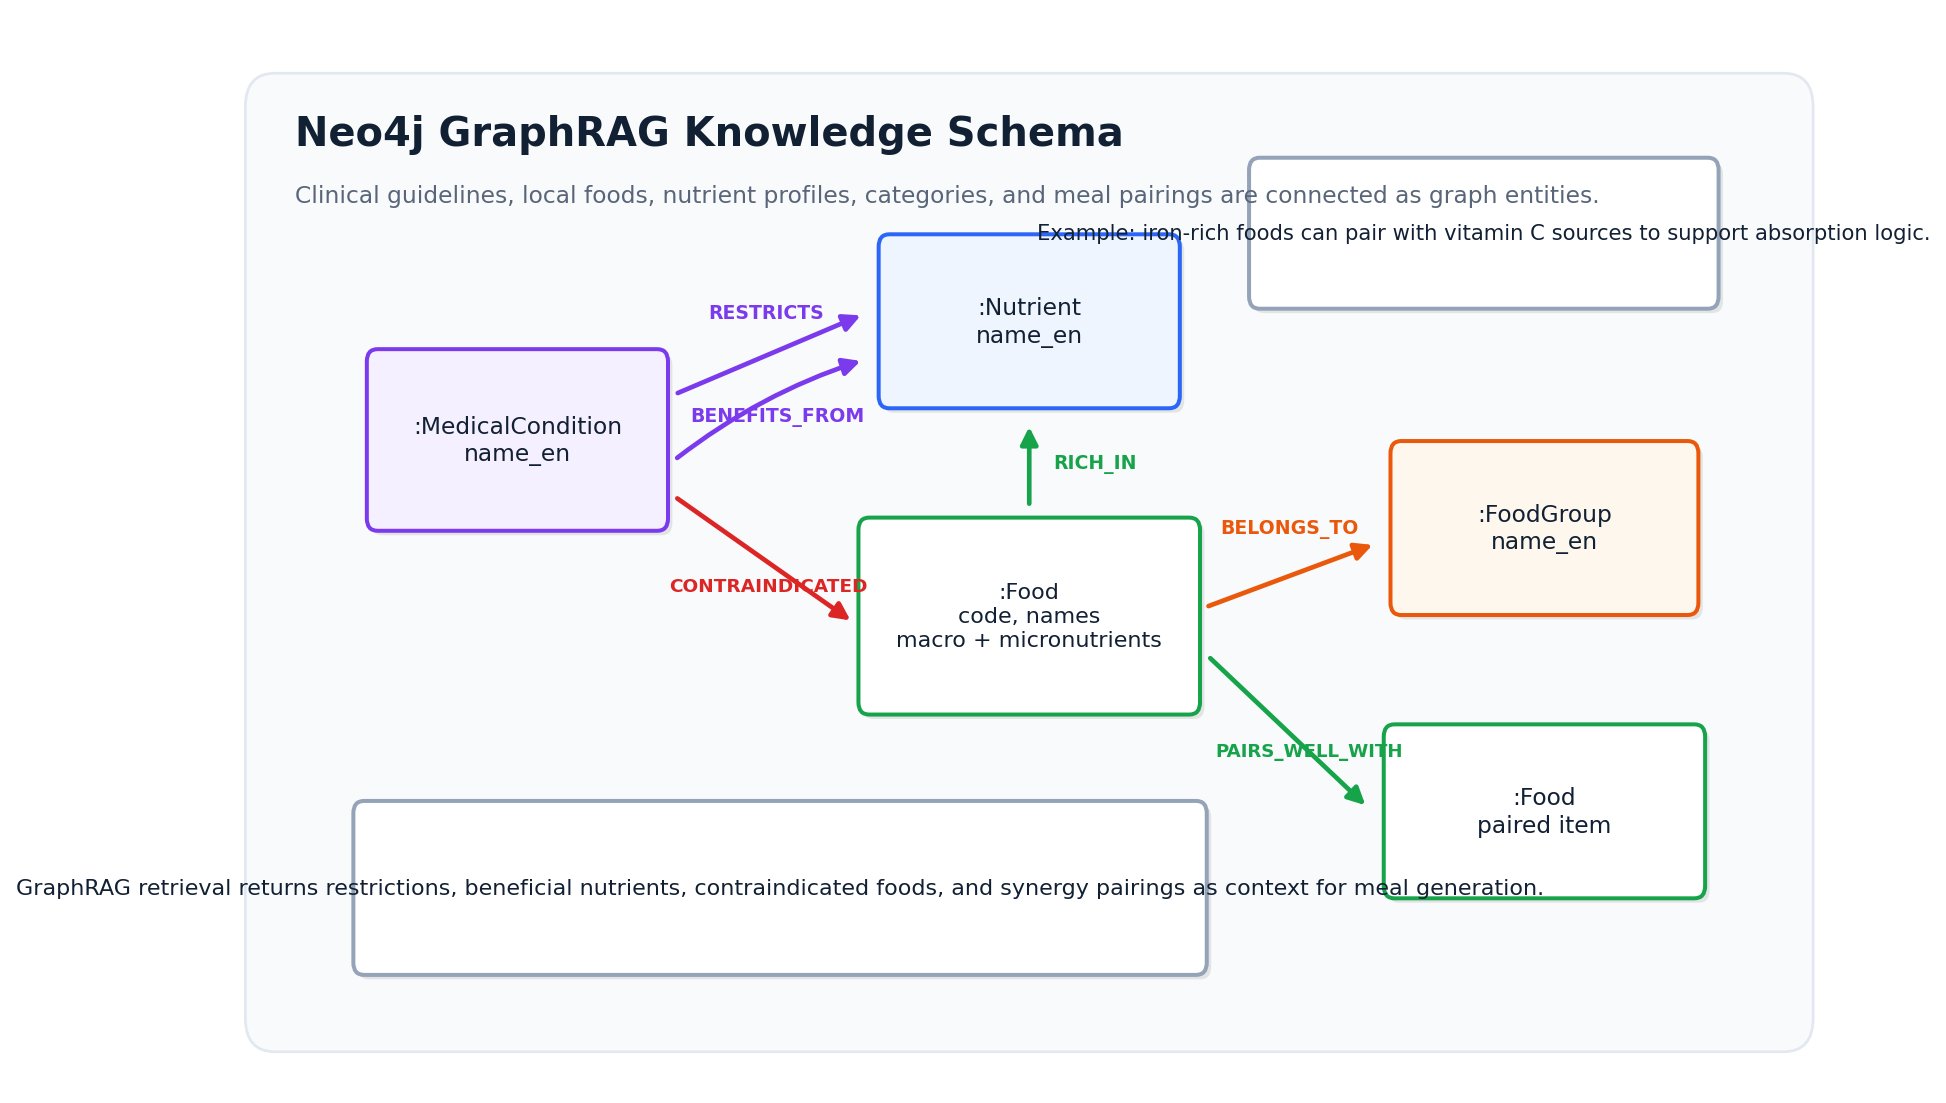 Neo4j GraphRAG Knowledge Schema
Clinical guidelines, local foods, nutrient profiles, categories, and meal pairings are connected as graph entities.
Example: iron-rich foods can pair with vitamin C sources to support absorption logic.
:Nutrient
name_en
RESTRICTS
BENEFITS_FROM
:MedicalCondition
name_en
RICH_IN
CONTRAINDICATED
:Food
code, names
macro + micronutrients
BELONGS_TO
:FoodGroup
name_en
PAIRS_WELL_WITH
:Food
paired item
GraphRAG retrieval returns restrictions, beneficial nutrients, contraindicated foods, and synergy pairings as context for meal generation.